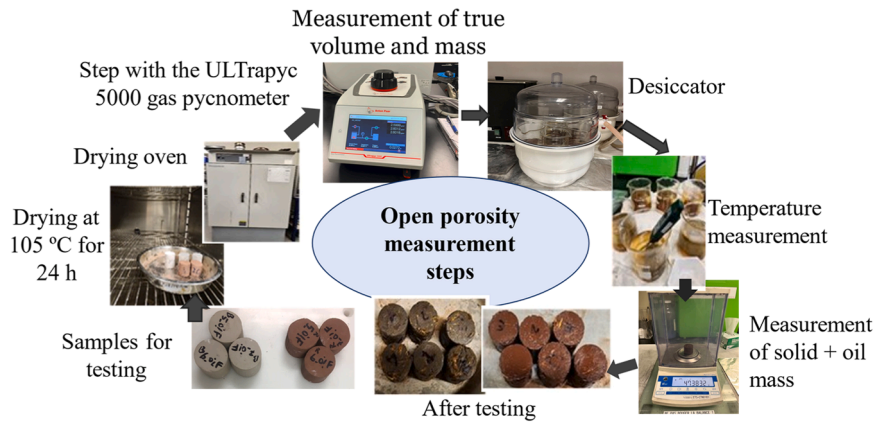 Measurement of true
volume and mass
Step with the ULTrapyc
5000 gas pycnometer
Desiccator
Drying oven
Drying at
105 ºC for
24 h
Open porosity
measurement
steps
Temperature
measurement
Samples for
testing
After testing
Measurement
of solid + oil
mass